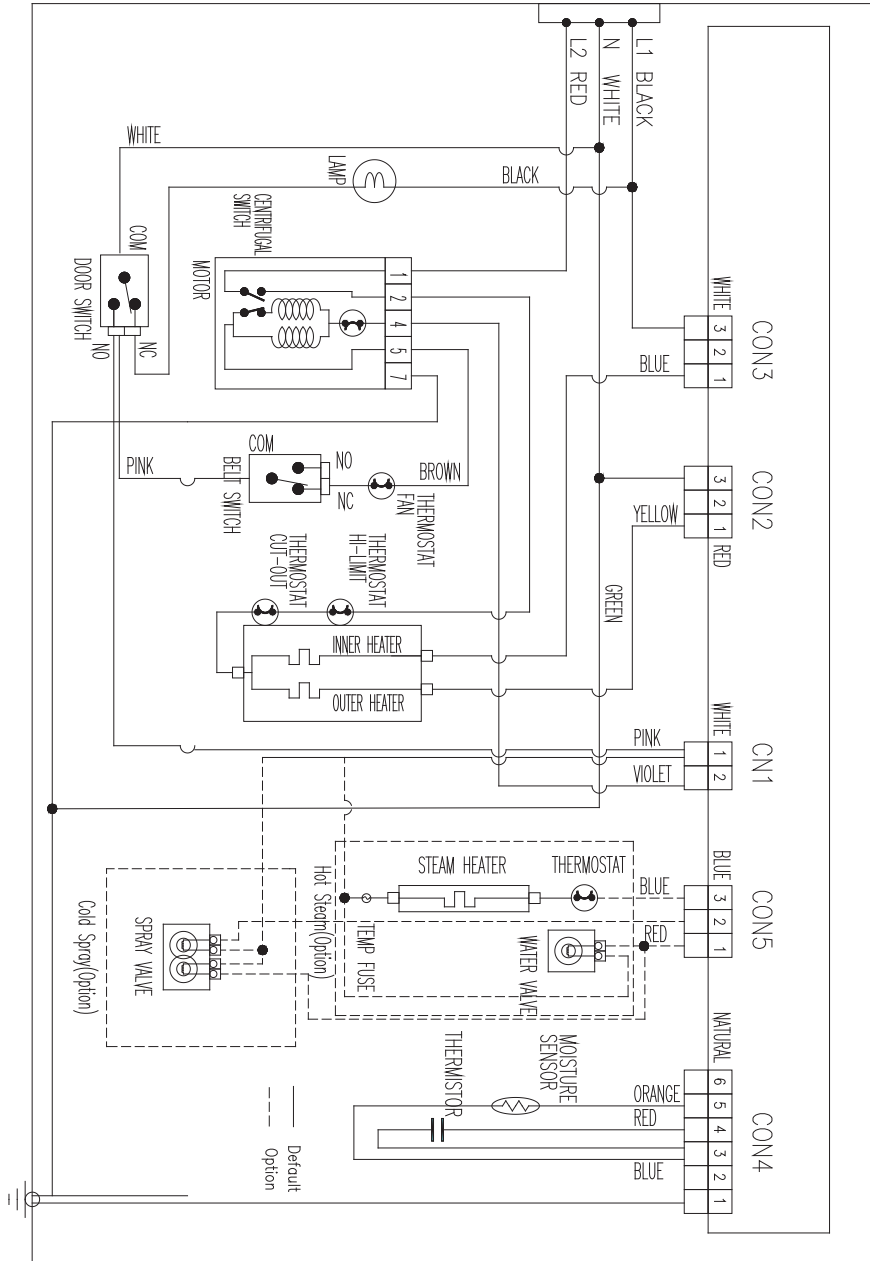 L1 BLACK
N WHITE
L2 RED
WHITE
LAMP
BLACK
CENTRIFUGAL
SWITCH
MOTOR
1
2
4
5
7
COM
DOOR SWITCH
NC
NO
CON3
WHITE
3
2
1
BLUE
PINK
COM
BELT SWITCH
NO
NC
BROWN
THERMOSTAT
FAN
CON2
3
2
1
RED
YELLOW
GREEN
THERMOSTAT
HI-LIMIT
THERMOSTAT
CUT-OUT
INNER HEATER
OUTER HEATER
CN1
WHITE
1
2
PINK
VIOLET
CON5
BLUE
3
2
1
BLUE
RED
STEAM HEATER
THERMOSTAT
TEMP FUSE
WATER VALVE
Hot Steam(Option)
SPRAY VALVE
Cold Spray(Option)
CON4
NATURAL
6
5
4
3
2
1
ORANGE
RED
BLUE
MOISTURE
SENSOR
THERMISTOR
Default
Option